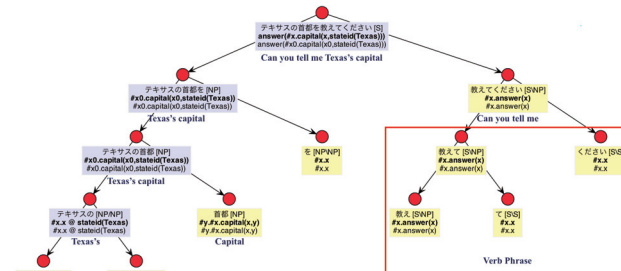 テキサスの首都を教えてください [S]
answer(#x.capital(x,stateid(Texas)))
answer(#x0.capital(x0,stateid(Texas)))
Can you tell me Texas's capital
テキサスの首都を [NP]
#x0.capital(x0,stateid(Texas))
#x0.capital(x0,stateid(Texas))
Texas's capital
教えてください [S\NP]
#x.answer(x)
#x.answer(x)
Can you tell me
テキサスの首都 [NP]
#x0.capital(x0,stateid(Texas))
#x0.capital(x0,stateid(Texas))
Texas's capital
を [NP\NP]
#x.x
#x.x
教えて [S\NP]
#x.answer(x)
#x.answer(x)
ください [S\S
#x.x
#x.x
テキサスの [NP/NP]
#x.x @ stateid(Texas)
#x.x @ stateid(Texas)
Texas's
首都 [NP]
#y.#x.capital(x,y)
#y.#x.capital(x,y)
Capital
教え [S\NP]
#x.answer(x)
#x.answer(x)
て [S\S]
#x.x
#x.x
Verb Phrase